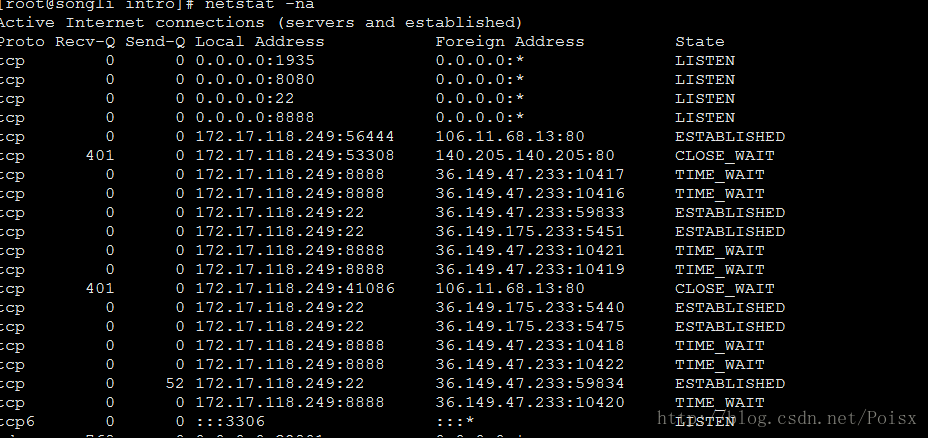 [root@songli intro]# netstat -na
Active Internet connections (servers and established)
Proto Recv-Q Send-Q Local Address           Foreign Address         State
tcp        0      0 0.0.0.0:1935            0.0.0.0:*               LISTEN
tcp        0      0 0.0.0.0:8080            0.0.0.0:*               LISTEN
tcp        0      0 0.0.0.0:22              0.0.0.0:*               LISTEN
tcp        0      0 0.0.0.0:8888            0.0.0.0:*               LISTEN
tcp        0      0 172.17.118.249:56444    106.11.68.13:80         ESTABLISHED
tcp      401      0 172.17.118.249:53308    140.205.140.205:80      CLOSE_WAIT
tcp        0      0 172.17.118.249:8888     36.149.47.233:10417     TIME_WAIT
tcp        0      0 172.17.118.249:8888     36.149.47.233:10416     TIME_WAIT
tcp        0      0 172.17.118.249:22       36.149.47.233:59833     ESTABLISHED
tcp        0      0 172.17.118.249:22       36.149.175.233:5451     ESTABLISHED
tcp        0      0 172.17.118.249:8888     36.149.47.233:10421     TIME_WAIT
tcp        0      0 172.17.118.249:8888     36.149.47.233:10419     TIME_WAIT
tcp      401      0 172.17.118.249:41086    106.11.68.13:80         CLOSE_WAIT
tcp        0      0 172.17.118.249:22       36.149.175.233:5440     ESTABLISHED
tcp        0      0 172.17.118.249:22       36.149.175.233:5475     ESTABLISHED
tcp        0      0 172.17.118.249:8888     36.149.47.233:10418     TIME_WAIT
tcp        0      0 172.17.118.249:8888     36.149.47.233:10422     TIME_WAIT
tcp        0     52 172.17.118.249:22       36.149.47.233:59834     ESTABLISHED
tcp        0      0 172.17.118.249:8888     36.149.47.233:10420     TIME_WAIT
tcp6       0      0 :::3306                 :::*                    LISTEN
http://blog.csdn.net/Poisx